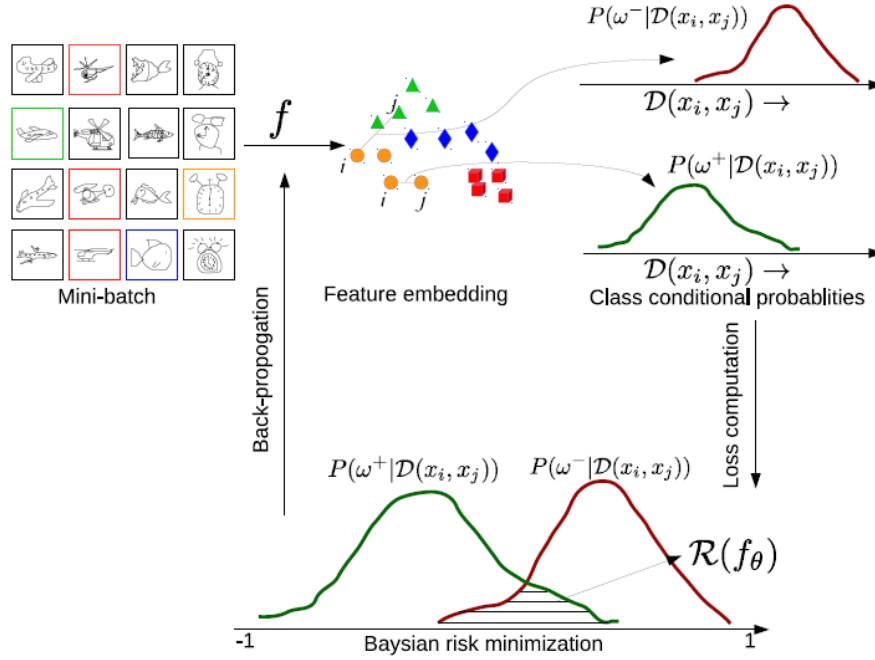 P(ω⁻|𝒟(xᵢ, xⱼ))
𝒟(xᵢ, xⱼ) →
f
j
i
i
j
P(ω⁺|𝒟(xᵢ, xⱼ))
𝒟(xᵢ, xⱼ) →
Mini-batch
Feature embedding
Class conditional probablities
Back-propogation
Loss computation
P(ω⁺|𝒟(xᵢ, xⱼ))
P(ω⁻|𝒟(xᵢ, xⱼ))
ℛ(f_θ)
-1
Baysian risk minimization
1